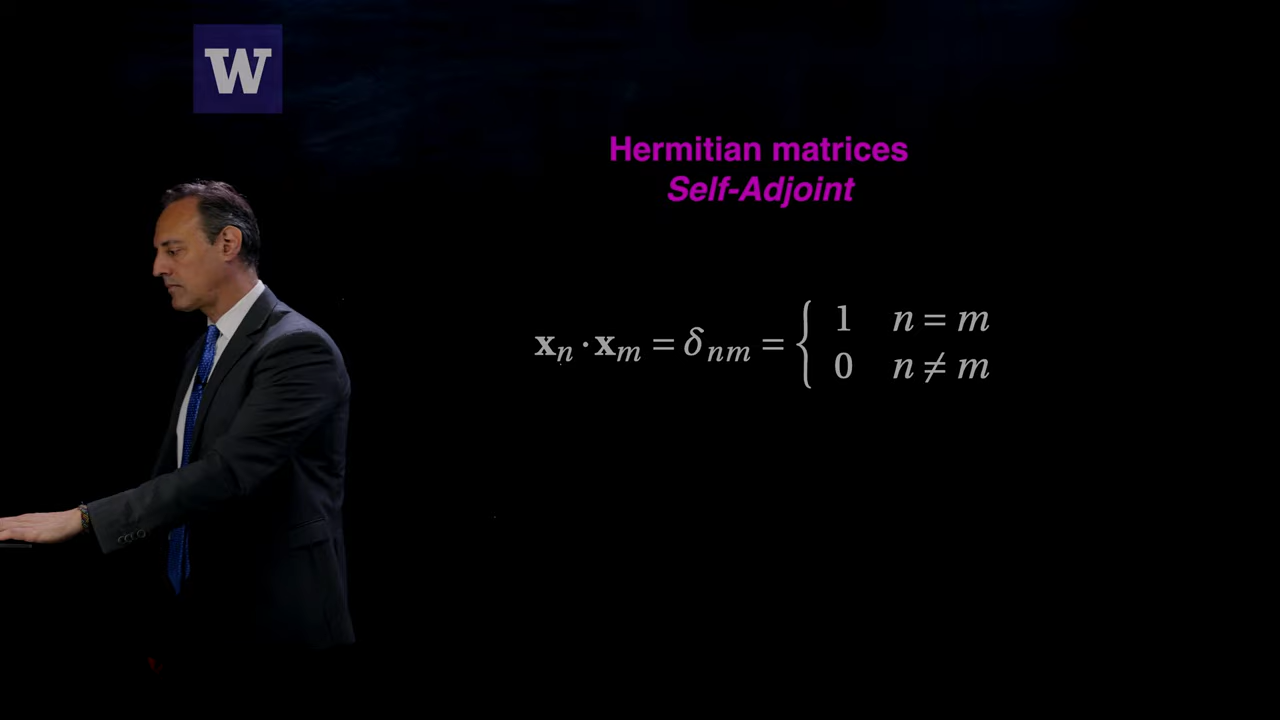 W
Hermitian matrices
Self-Adjoint
𝐱ₙ · 𝐱ₘ = δₙₘ = { 1 n = m
0 n ≠ m